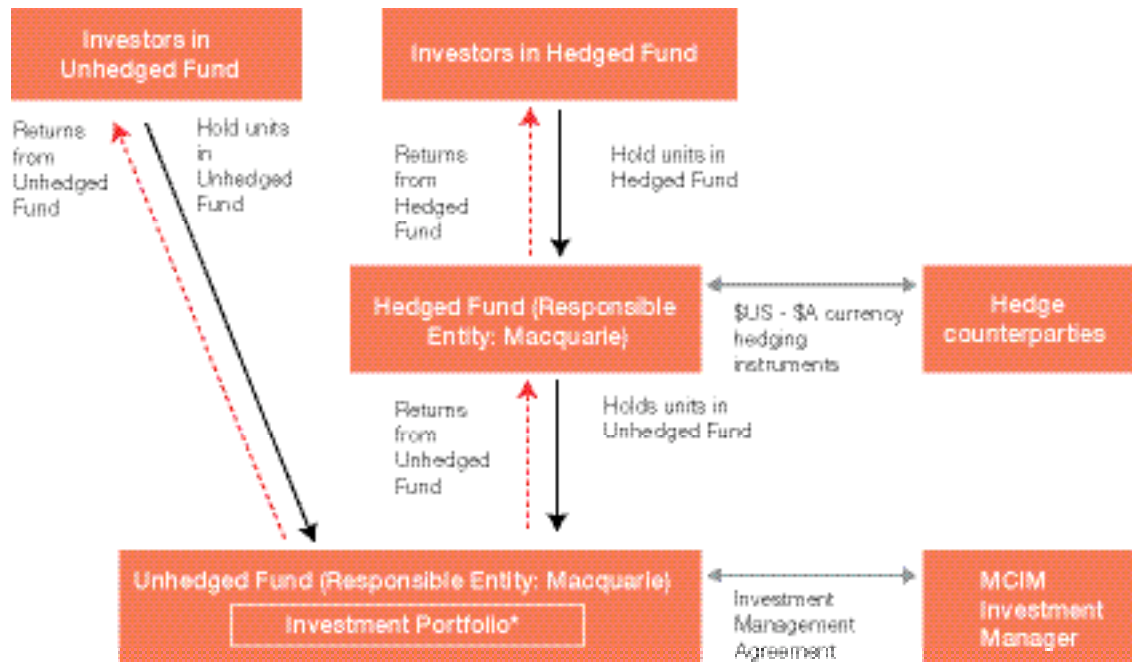 Investors in
Unhedged Fund
Investors in Hedged Fund
Returns
from
Unhedged
Fund
Hold units
in
Unhedged
Fund
Returns
from
Hedged
Fund
Hold units in
Hedged Fund
Hedged Fund (Responsible
Entity: Macquarie)
$US - $A currency
hedging
instruments
Hedge
counterparties
Returns
from
Unhedged
Fund
Holds units in
Unhedged Fund
Unhedged Fund (Responsible Entity: Macquarie)
Investment Portfolio*
Investment
Management
Agreement
MCIM
Investment
Manager